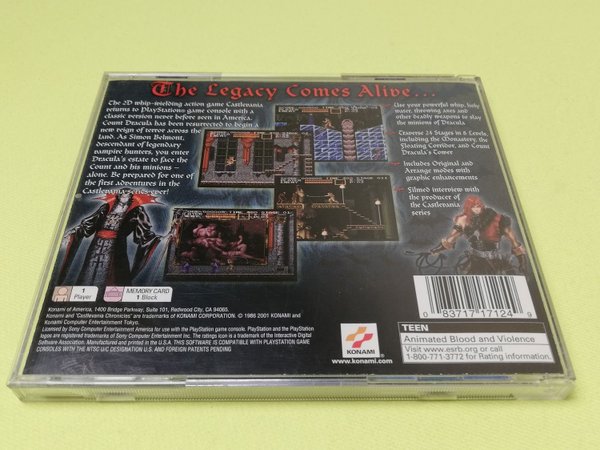 The Legacy Comes Alive...
The 2D whip-wielding action game Castlevania
returns to PlayStation® game console with a
classic version never before seen in America.
Count Dracula has been resurrected to begin a
new reign of terror across the
land. As Simon Belmont,
descendant of legendary
vampire hunters, you enter
Dracula's estate to face the
Count and his minions –
alone. Be prepared for one of
the first adventures in the
Castlevania series ever!
Use your powerful whip, holy
water, throwing axes and
other deadly weapons to slay
the minions of Dracula
Traverse 24 Stages in 8 Levels,
including the Monastery, the
Floating Corridor, and Count
Dracula's Tower
Includes Original and
Arrange modes with
graphic enhancements
Filmed interview with
the producer of
the Castlevania
series
1
Player
MEMORY CARD
1 Block
Konami of America, 1400 Bridge Parkway, Suite 101, Redwood City, CA 94065.
Konami and "Castlevania Chronicles" are trademarks of KONAMI CORPORATION. © 1986 2001 KONAMI and
Konami Computer Entertainment Tokyo.
Licensed by Sony Computer Entertainment America for use with the PlayStation game console. PlayStation and the PlayStation
logos are registered trademarks of Sony Computer Entertainment Inc. The ratings icon is a trademark of the Interactive Digital
Software Association. Manufactured and printed in the U.S.A. THIS SOFTWARE IS COMPATIBLE WITH PLAYSTATION GAME
CONSOLES WITH THE NTSC U/C DESIGNATION. U.S. AND FOREIGN PATENTS PENDING
KONAMI
www.konami.com
0 83717 17124 9
TEEN
Animated Blood and Violence
Visit www.esrb.org or call
1-800-771-3772 for Rating information.